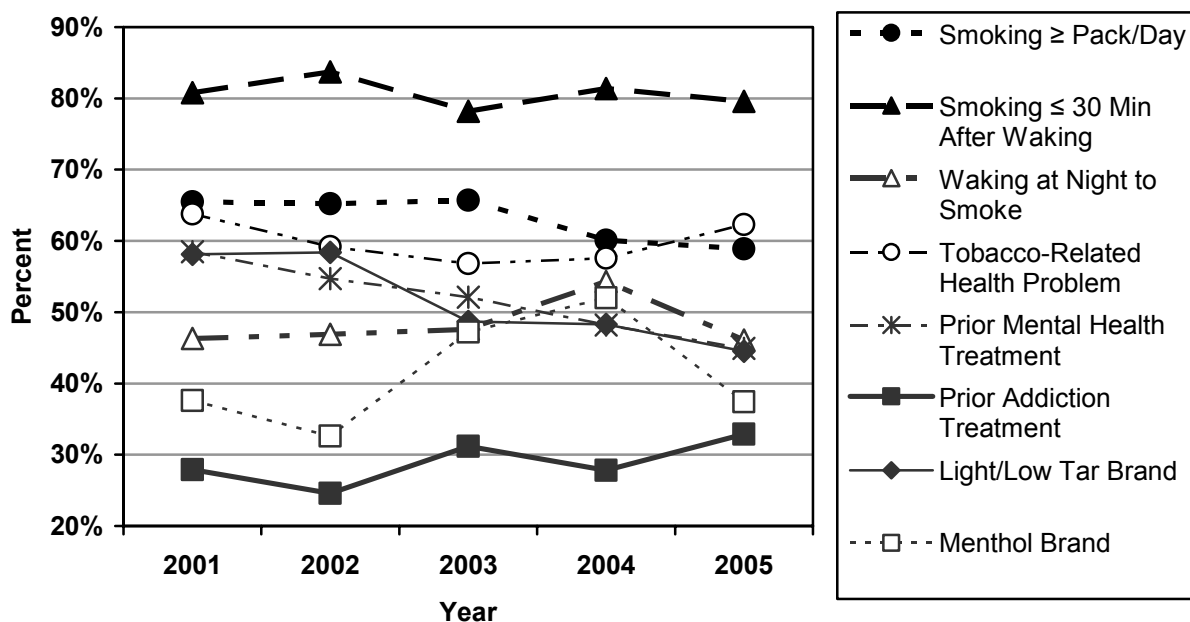 90%
80%
70%
60%
50%
40%
30%
20%
Percent
2001 2002 2003 2004 2005
Year
Smoking ≥ Pack/Day
Smoking ≤ 30 Min
After Waking
Waking at Night to
Smoke
Tobacco-Related
Health Problem
Prior Mental Health
Treatment
Prior Addiction
Treatment
Light/Low Tar Brand
Menthol Brand